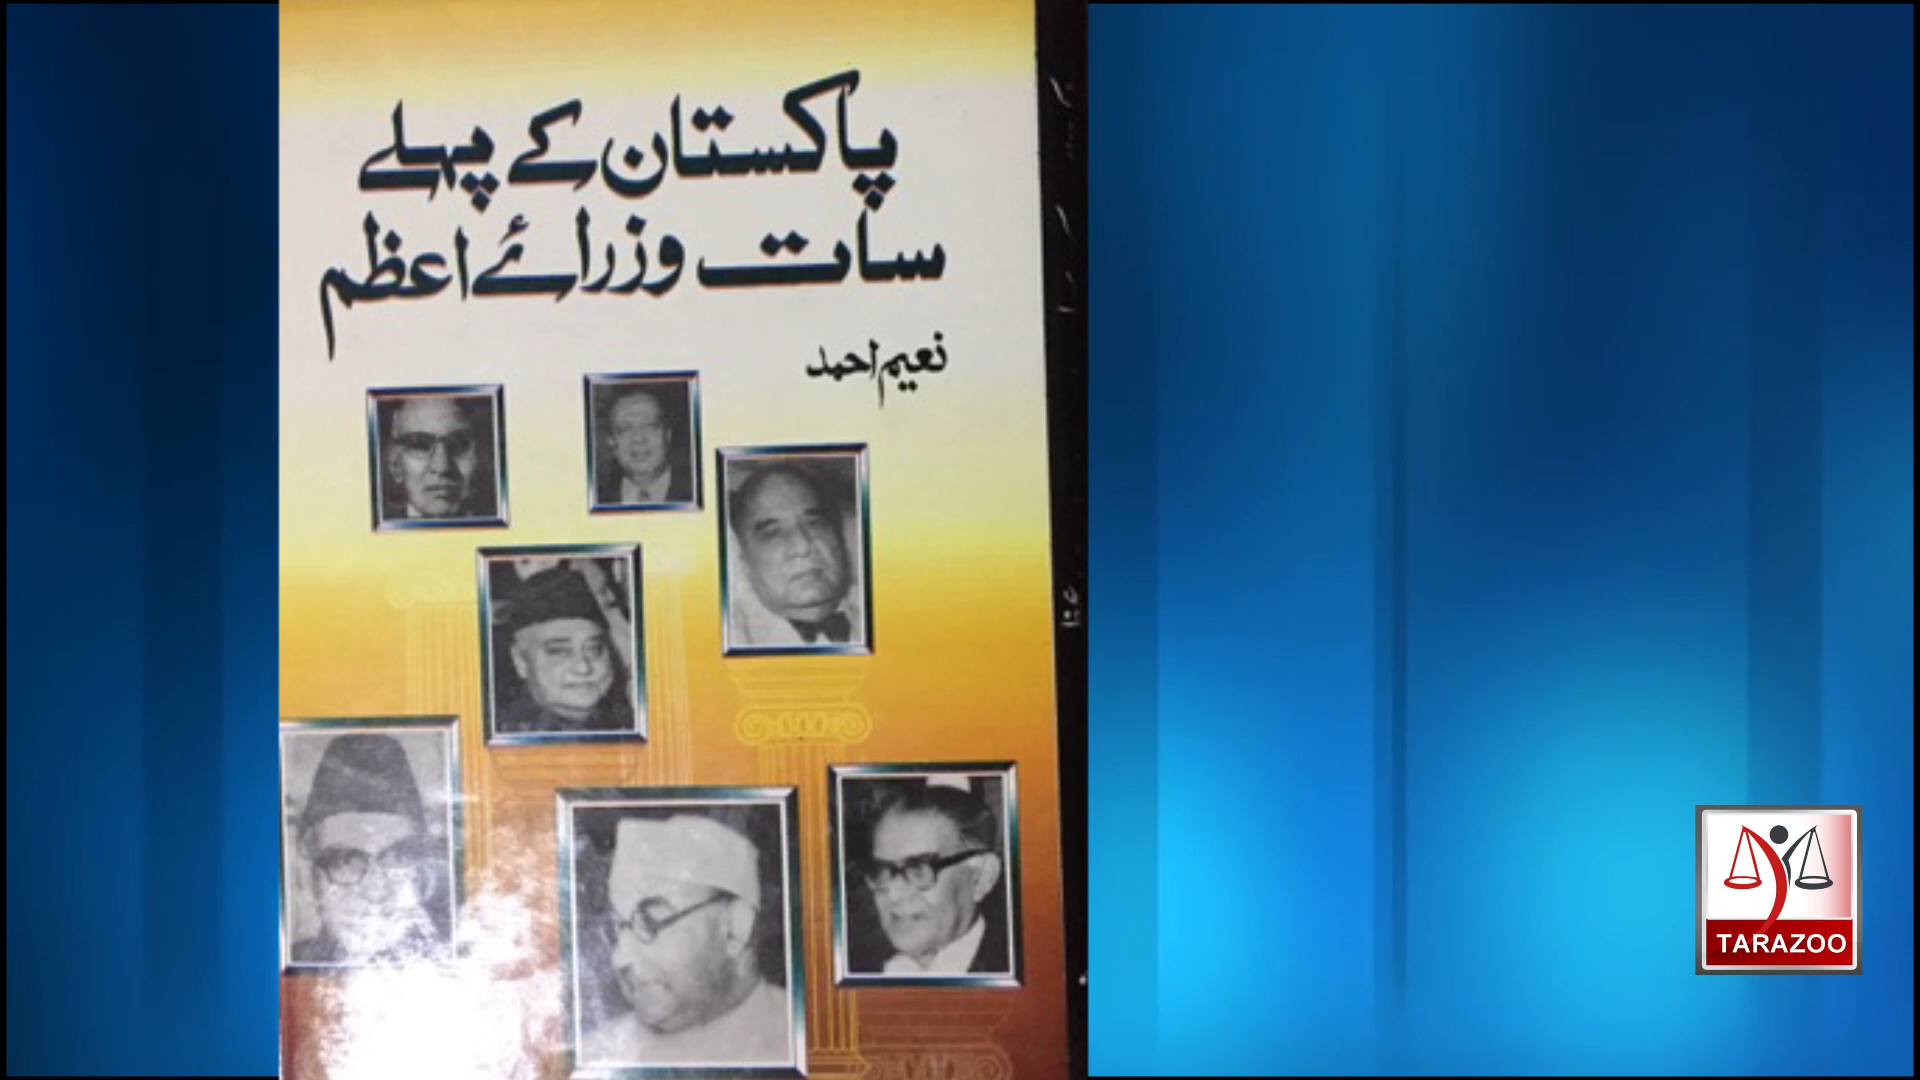 پاکستان کے پہلے
سات وزرائے اعظم
نعیم احمد
TARAZOO